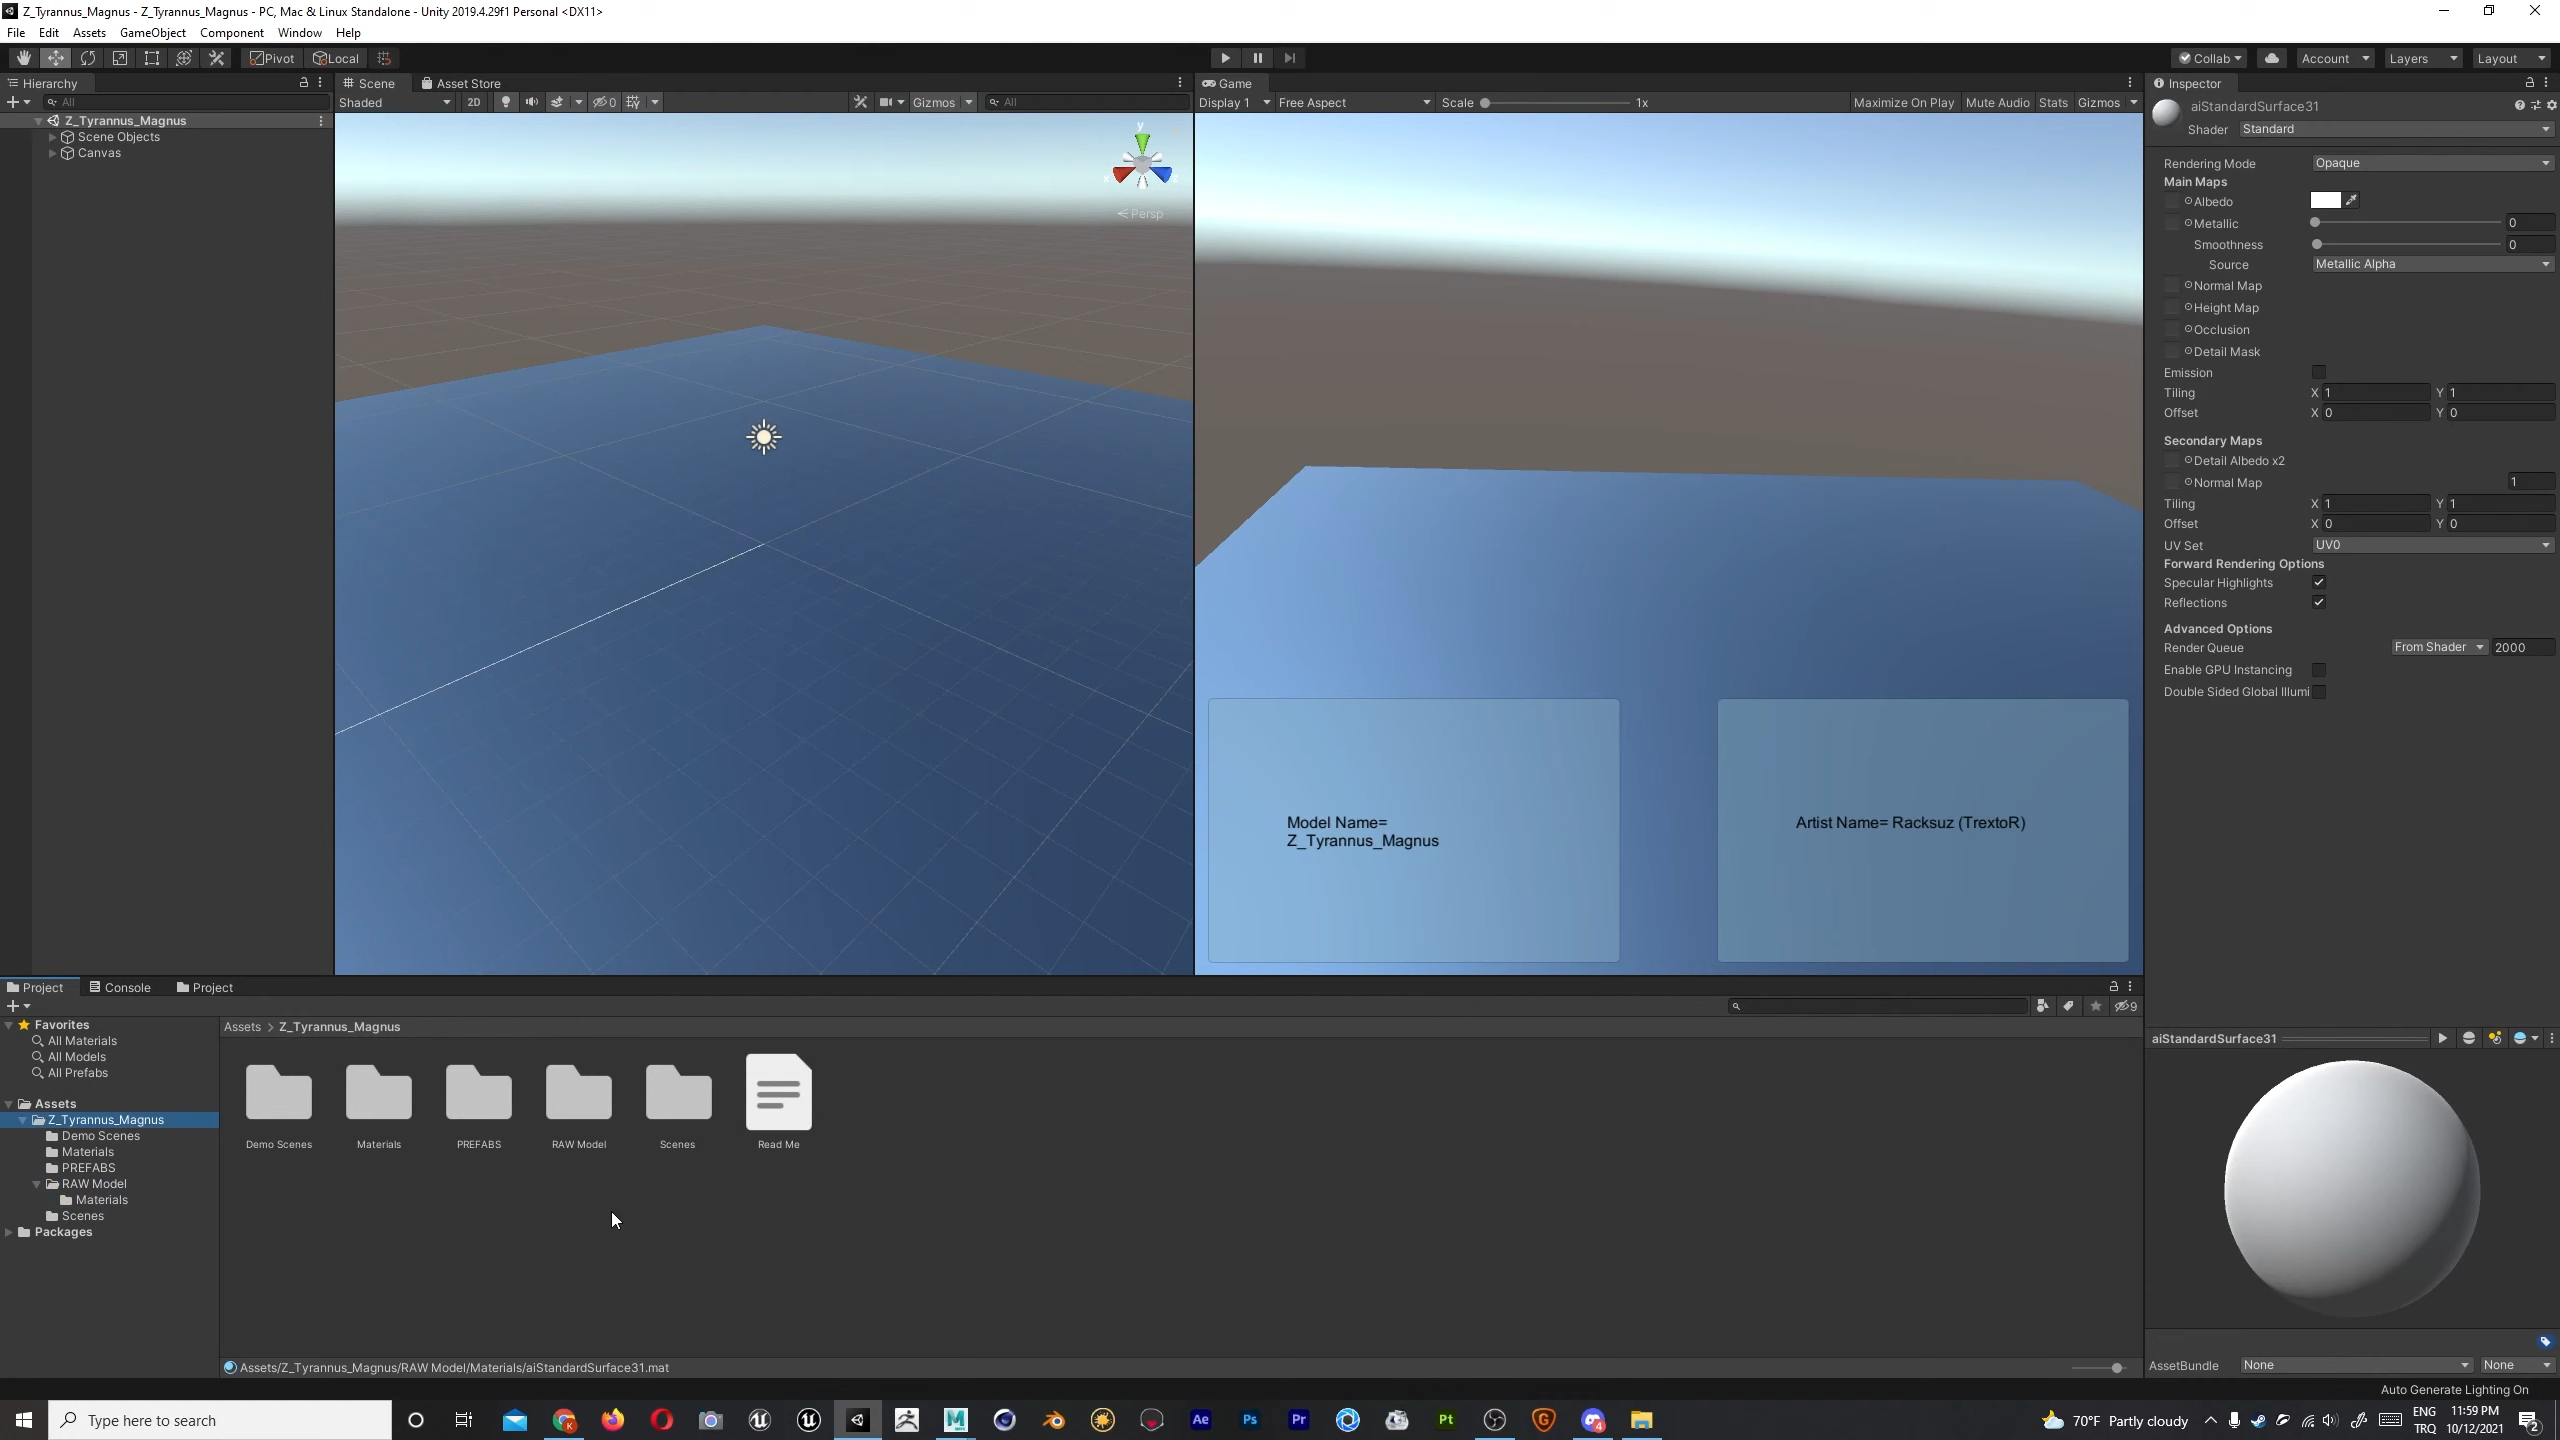 Z_Tyrannus_Magnus - Z_Tyrannus_Magnus - PC, Mac & Linux Standalone - Unity 2019.4.29f1 Personal <DX11>
File Edit Assets GameObject Component Window Help
Pivot Local Collab Account Layers Layout
Hierarchy
All
Z_Tyrannus_Magnus
Scene Objects
Canvas
Scene Asset Store
Shaded 2D 0 Gizmos All
y
x
Persp
Game
Display 1 Free Aspect Scale 1x Maximize On Play Mute Audio Stats Gizmos
Model Name=
Z_Tyrannus_Magnus
Artist Name= Racksuz (TrextoR)
Inspector
aiStandardSurface31
Shader Standard
Rendering Mode Opaque
Main Maps
Albedo
Metallic 0
Smoothness 0
Source Metallic Alpha
Normal Map
Height Map
Occlusion
Detail Mask
Emission
Tiling X 1 Y 1
Offset X 0 Y 0
Secondary Maps
Detail Albedo x2
Normal Map 1
Tiling X 1 Y 1
Offset X 0 Y 0
UV Set UV0
Forward Rendering Options
Specular Highlights
Reflections
Advanced Options
Render Queue From Shader 2000
Enable GPU Instancing
Double Sided Global Illumi
aiStandardSurface31
AssetBundle None None
Auto Generate Lighting On
Project Console Project
9
Favorites
All Materials
All Models
All Prefabs
Assets
Z_Tyrannus_Magnus
Demo Scenes
Materials
PREFABS
RAW Model
Materials
Scenes
Packages
Assets > Z_Tyrannus_Magnus
Demo Scenes Materials PREFABS RAW Model Scenes Read Me
Assets/Z_Tyrannus_Magnus/RAW Model/Materials/aiStandardSurface31.mat
Type here to search
K M Ae Ps Pr Pt G 4
70°F Partly cloudy
ENG
TRQ
11:59 PM
10/12/2021
2